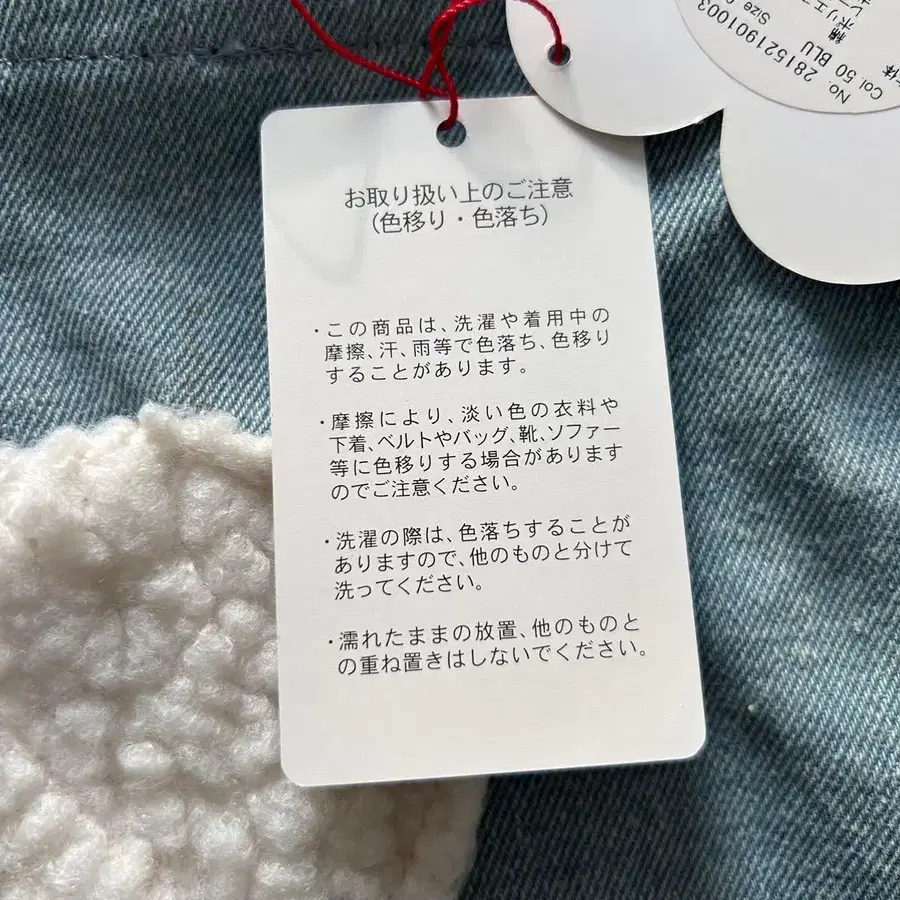 お取り扱い上のご注意
(色移り・色落ち)
・この商品は、洗濯や着用中の
摩擦、汗、雨等で色落ち、色移り
することがあります。
・摩擦により、淡い色の衣料や
下着、ベルトやバッグ、靴、ソファー
等に色移りする場合があります
のでご注意ください。
・洗濯の際は、色落ちすることが
ありますので、他のものと分けて
洗ってください。
・濡れたままの放置、他のものと
の重ね置きはしないでください。
No. 281521901003
Col. 50 BLU
Size
綿